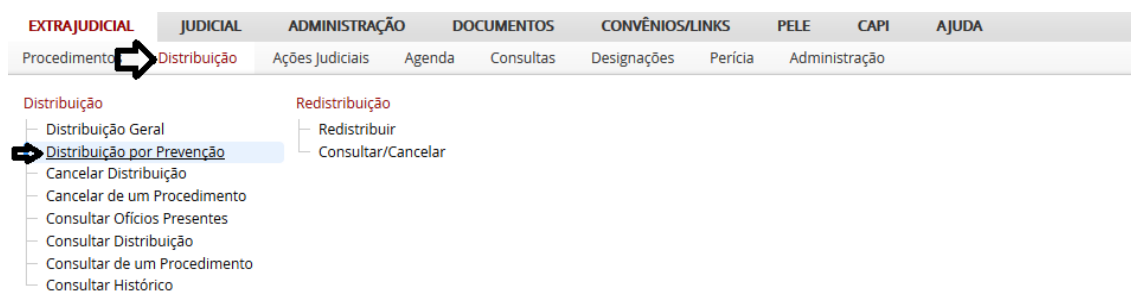 EXTRAJUDICIAL JUDICIAL ADMINISTRAÇÃO DOCUMENTOS CONVÊNIOS/LINKS PELE CAPI AJUDA
Procedimentos Distribuição Ações Judiciais Agenda Consultas Designações Perícia Administração
Distribuição Redistribuição
Distribuição Geral Redistribuir
Distribuição por Prevenção Consultar/Cancelar
Cancelar Distribuição
Cancelar de um Procedimento
Consultar Ofícios Presentes
Consultar Distribuição
Consultar de um Procedimento
Consultar Histórico